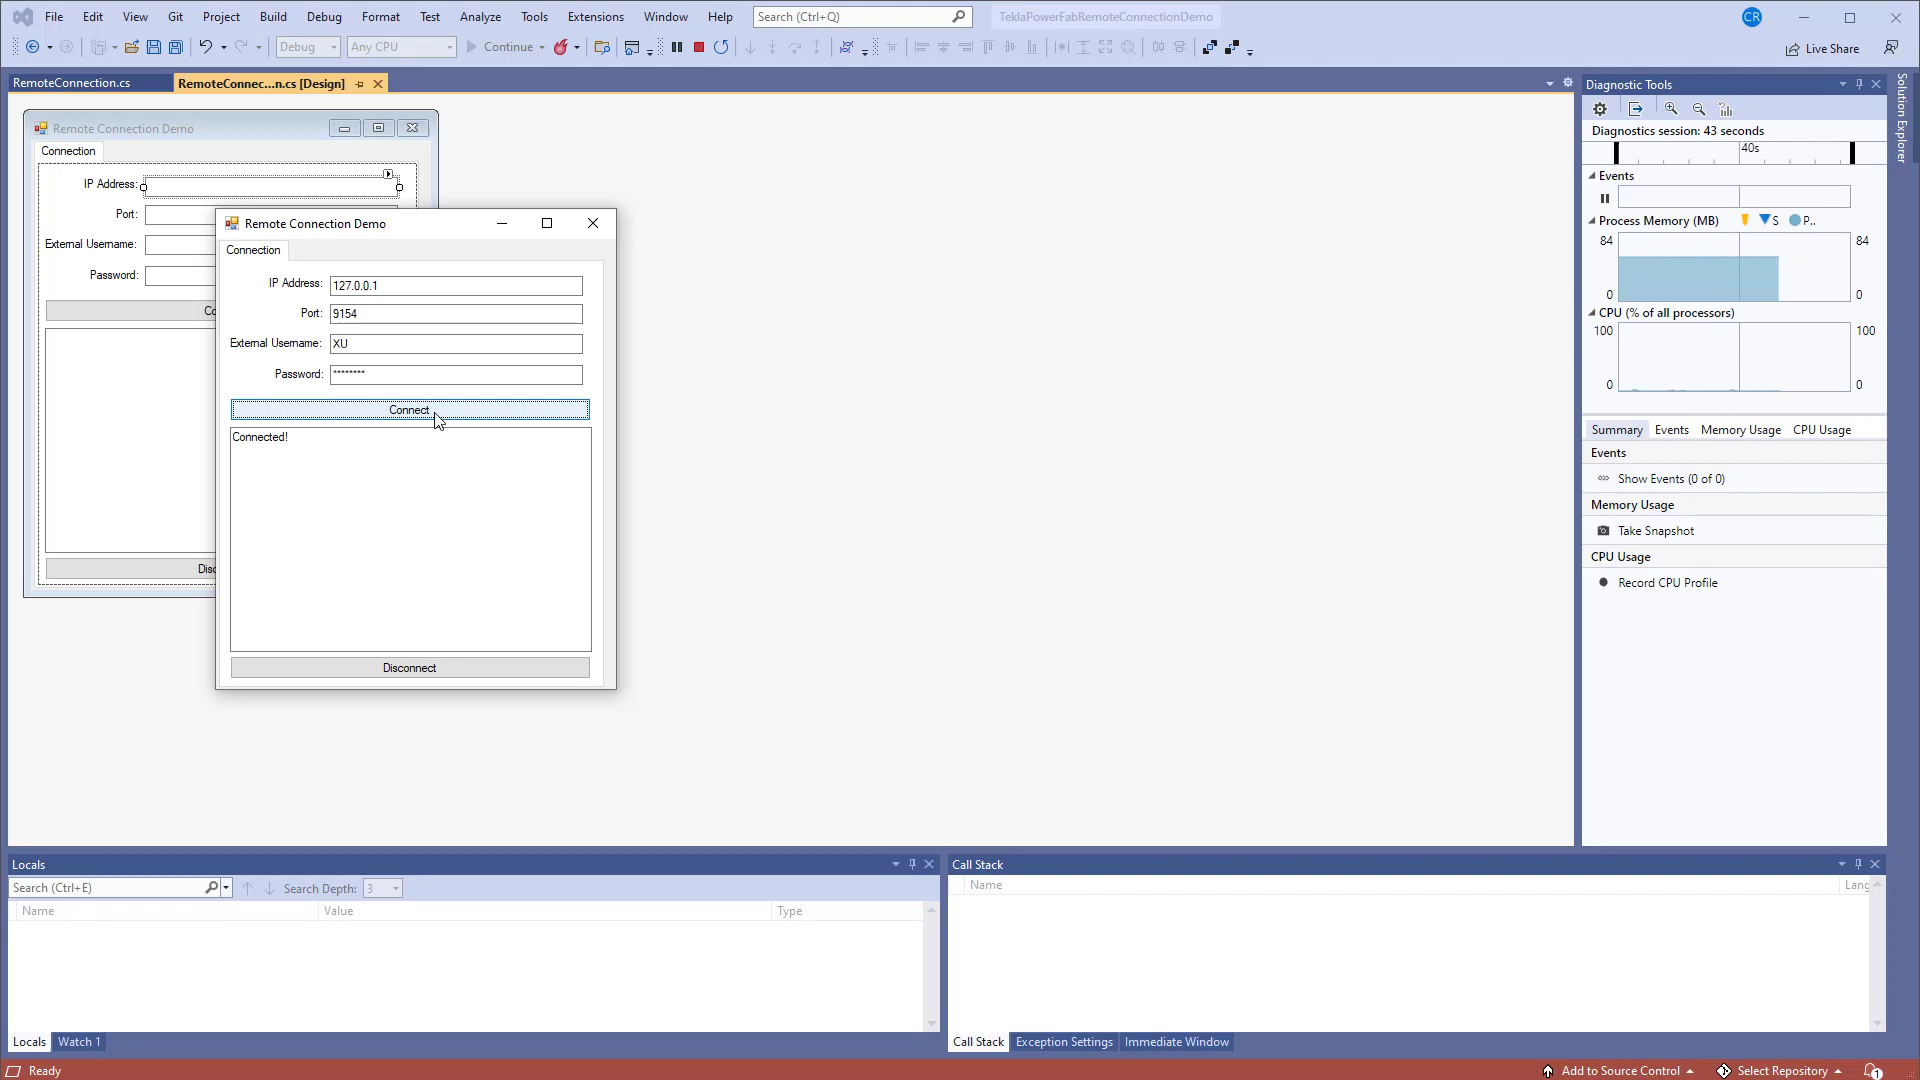 File Edit View Git Project Build Debug Format Test Analyze Tools Extensions Window Help Search (Ctrl+Q) TeklaPowerFabRemoteConnectionDemo CR
Debug Any CPU Continue Live Share
RemoteConnection.cs RemoteConnec...n.cs [Design]
Remote Connection Demo
Connection
IP Address:
Port:
External Username:
Password:
Co
Disc
Remote Connection Demo
Connection
IP Address: 127.0.0.1
Port: 9154
External Username: XU
Password: ********
Connect
Connected!
Disconnect
Diagnostic Tools
Diagnostics session: 43 seconds
40s
Events
Process Memory (MB) S P..
84 84
0 0
CPU (% of all processors)
100 100
0 0
Summary Events Memory Usage CPU Usage
Events
Show Events (0 of 0)
Memory Usage
Take Snapshot
CPU Usage
Record CPU Profile
Solution Explorer
Locals
Search (Ctrl+E) Search Depth: 3
Name Value Type
Locals Watch 1
Call Stack
Name Lang
Call Stack Exception Settings Immediate Window
Ready Add to Source Control Select Repository 1